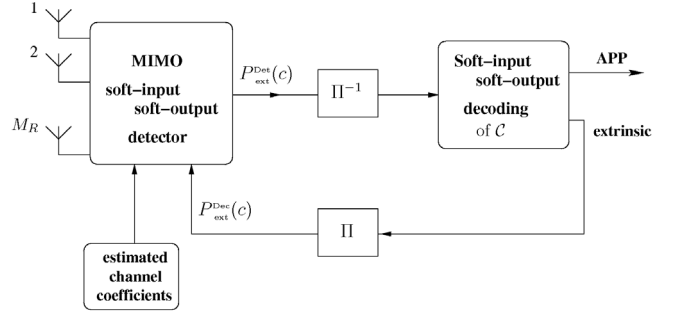 1
2
M_R
MIMO
soft-input
soft-output
detector
P_ext^Det(c)
Π⁻¹
Soft-input
soft-output
decoding
of 𝒞
APP
extrinsic
P_ext^Dec(c)
Π
estimated
channel
coefficients